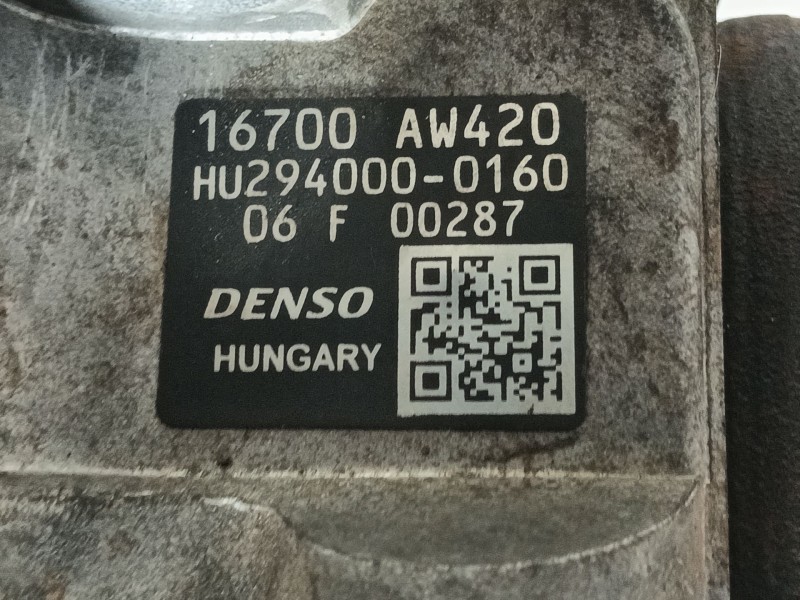 16700 AW420
HU294000-0160
06 F 00287
DENSO
HUNGARY